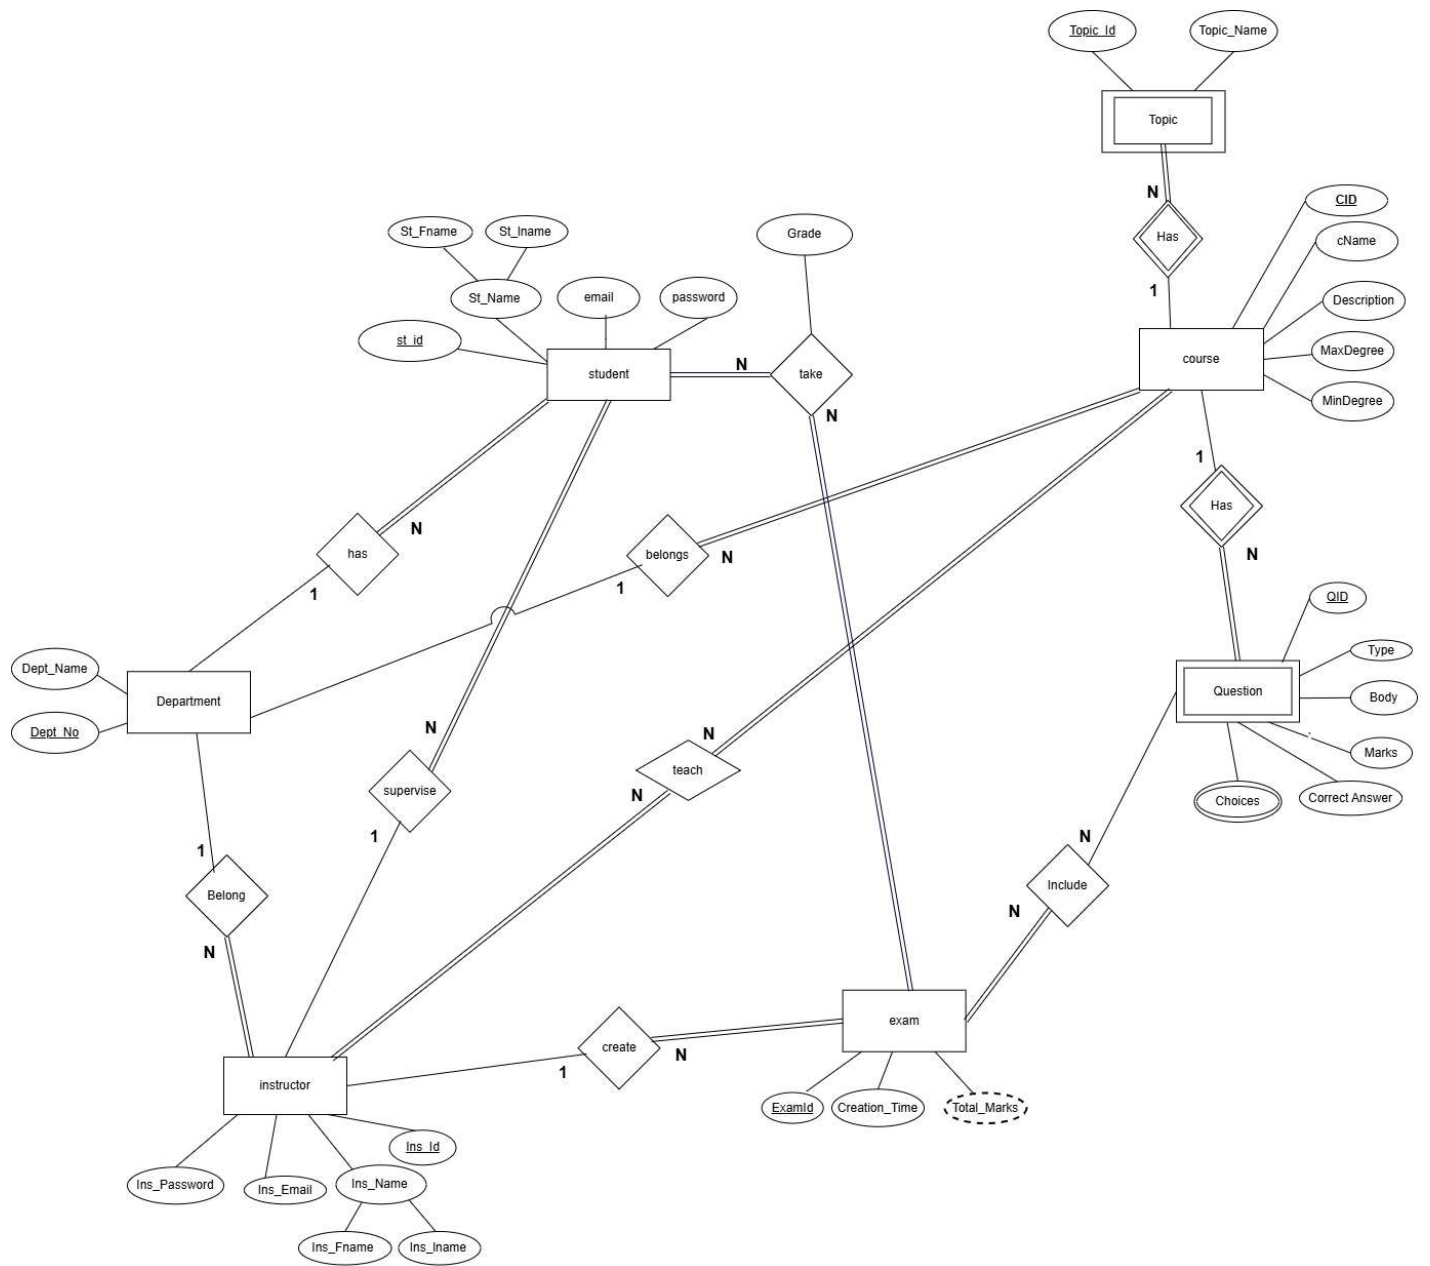 Topic_Id
Topic_Name
Topic
N
Has
1
CID
cName
Description
MaxDegree
MinDegree
course
St_Fname
St_lname
St_Name
email
password
st_id
student
Grade
N
take
N
1
Has
N
has
N
1
belongs
N
1
QID
Type
Body
Marks
Correct Answer
Choices
Question
Dept_Name
Dept_No
Department
N
supervise
1
N
teach
N
1
Belong
N
N
Include
N
exam
create
N
1
ExamId
Creation_Time
Total_Marks
instructor
Ins_Id
Ins_Password
Ins_Email
Ins_Name
Ins_Fname
Ins_lname